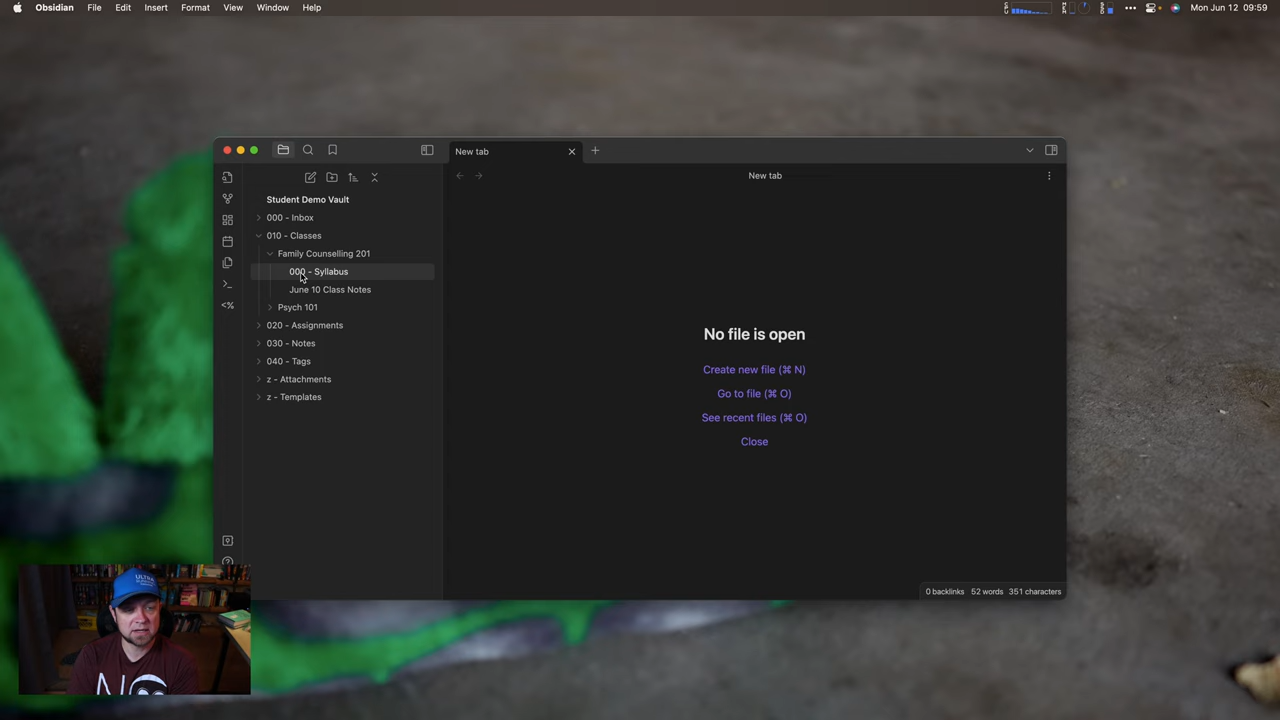 Obsidian File Edit Insert Format View Window Help
Mon Jun 12 09:59
New tab
New tab
Student Demo Vault
000 - Inbox
010 - Classes
Family Counselling 201
000 - Syllabus
June 10 Class Notes
Psych 101
020 - Assignments
030 - Notes
040 - Tags
z - Attachments
z - Templates
No file is open
Create new file (⌘ N)
Go to file (⌘ O)
See recent files (⌘ O)
Close
0 backlinks 52 words 351 characters
ULTRA